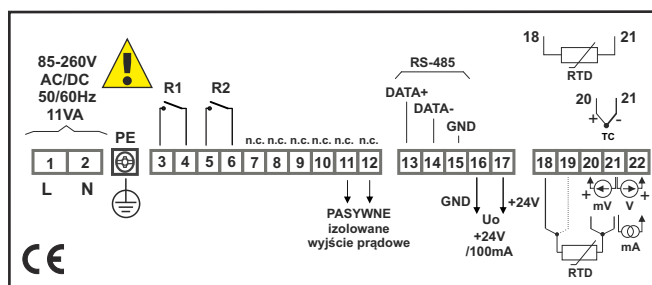 85-260V
AC/DC
50/60Hz
11VA
R1
R2
RS-485
DATA+
DATA-
GND
18
21
RTD
20
21
+
-
TC
PE
n.c. n.c. n.c. n.c. n.c. n.c.
1 2
3 4 5 6 7 8 9 10 11 12
13 14 15 16 17
18 19 20 21 22
L N
PASYWNE
izolowane
wyjście prądowe
GND
+24V
Uo
+24V
/100mA
+
mV
V
+
mA
RTD
CE